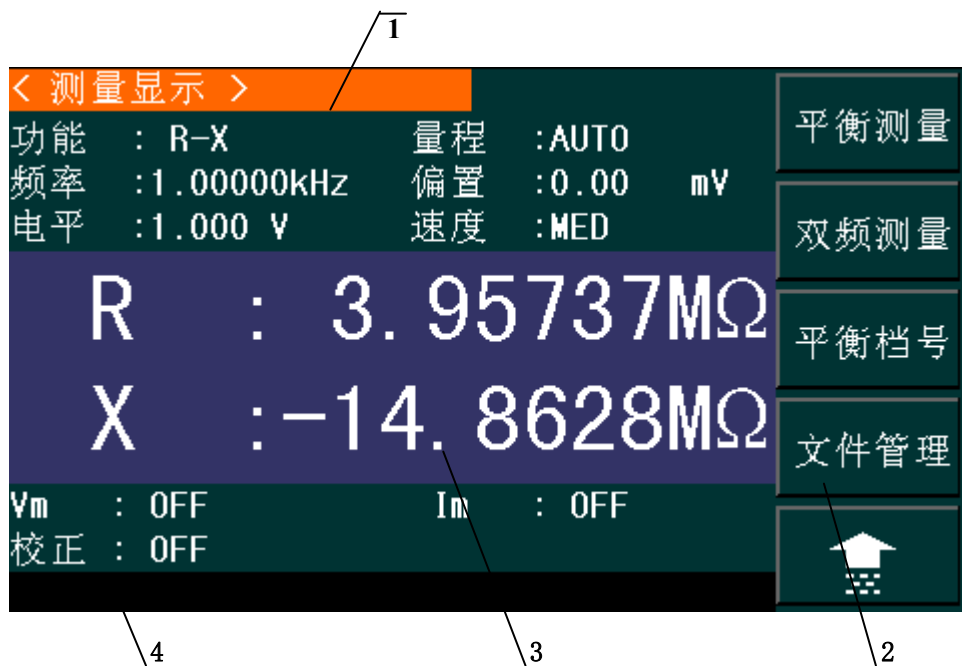 1
< 测量显示 >
功能 : R-X 量程 :AUTO
频率 :1.00000kHz 偏置 :0.00 mV
电平 :1.000 V 速度 :MED
R : 3.95737MΩ
X :-14.8628MΩ
Vm : OFF Im : OFF
校正 : OFF
平衡测量
双频测量
平衡档号
文件管理
4 3 2